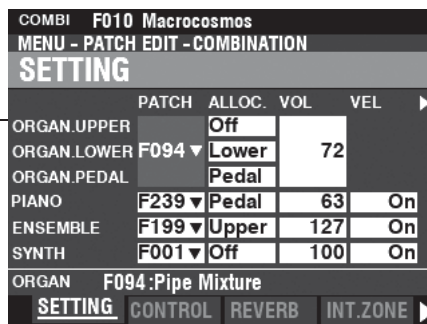 COMBI F010 Macrocosmos
MENU - PATCH EDIT -COMBINATION
SETTING
PATCH ALLOC. VOL VEL ▶
ORGAN.UPPER Off
ORGAN.LOWER F094 ▼ Lower 72
ORGAN.PEDAL Pedal
PIANO F239 ▼ Pedal 63 On
ENSEMBLE F199 ▼ Upper 127 On
SYNTH F001 ▼ Off 100 On
ORGAN F094:Pipe Mixture
SETTING CONTROL REVERB INT.ZONE ▶